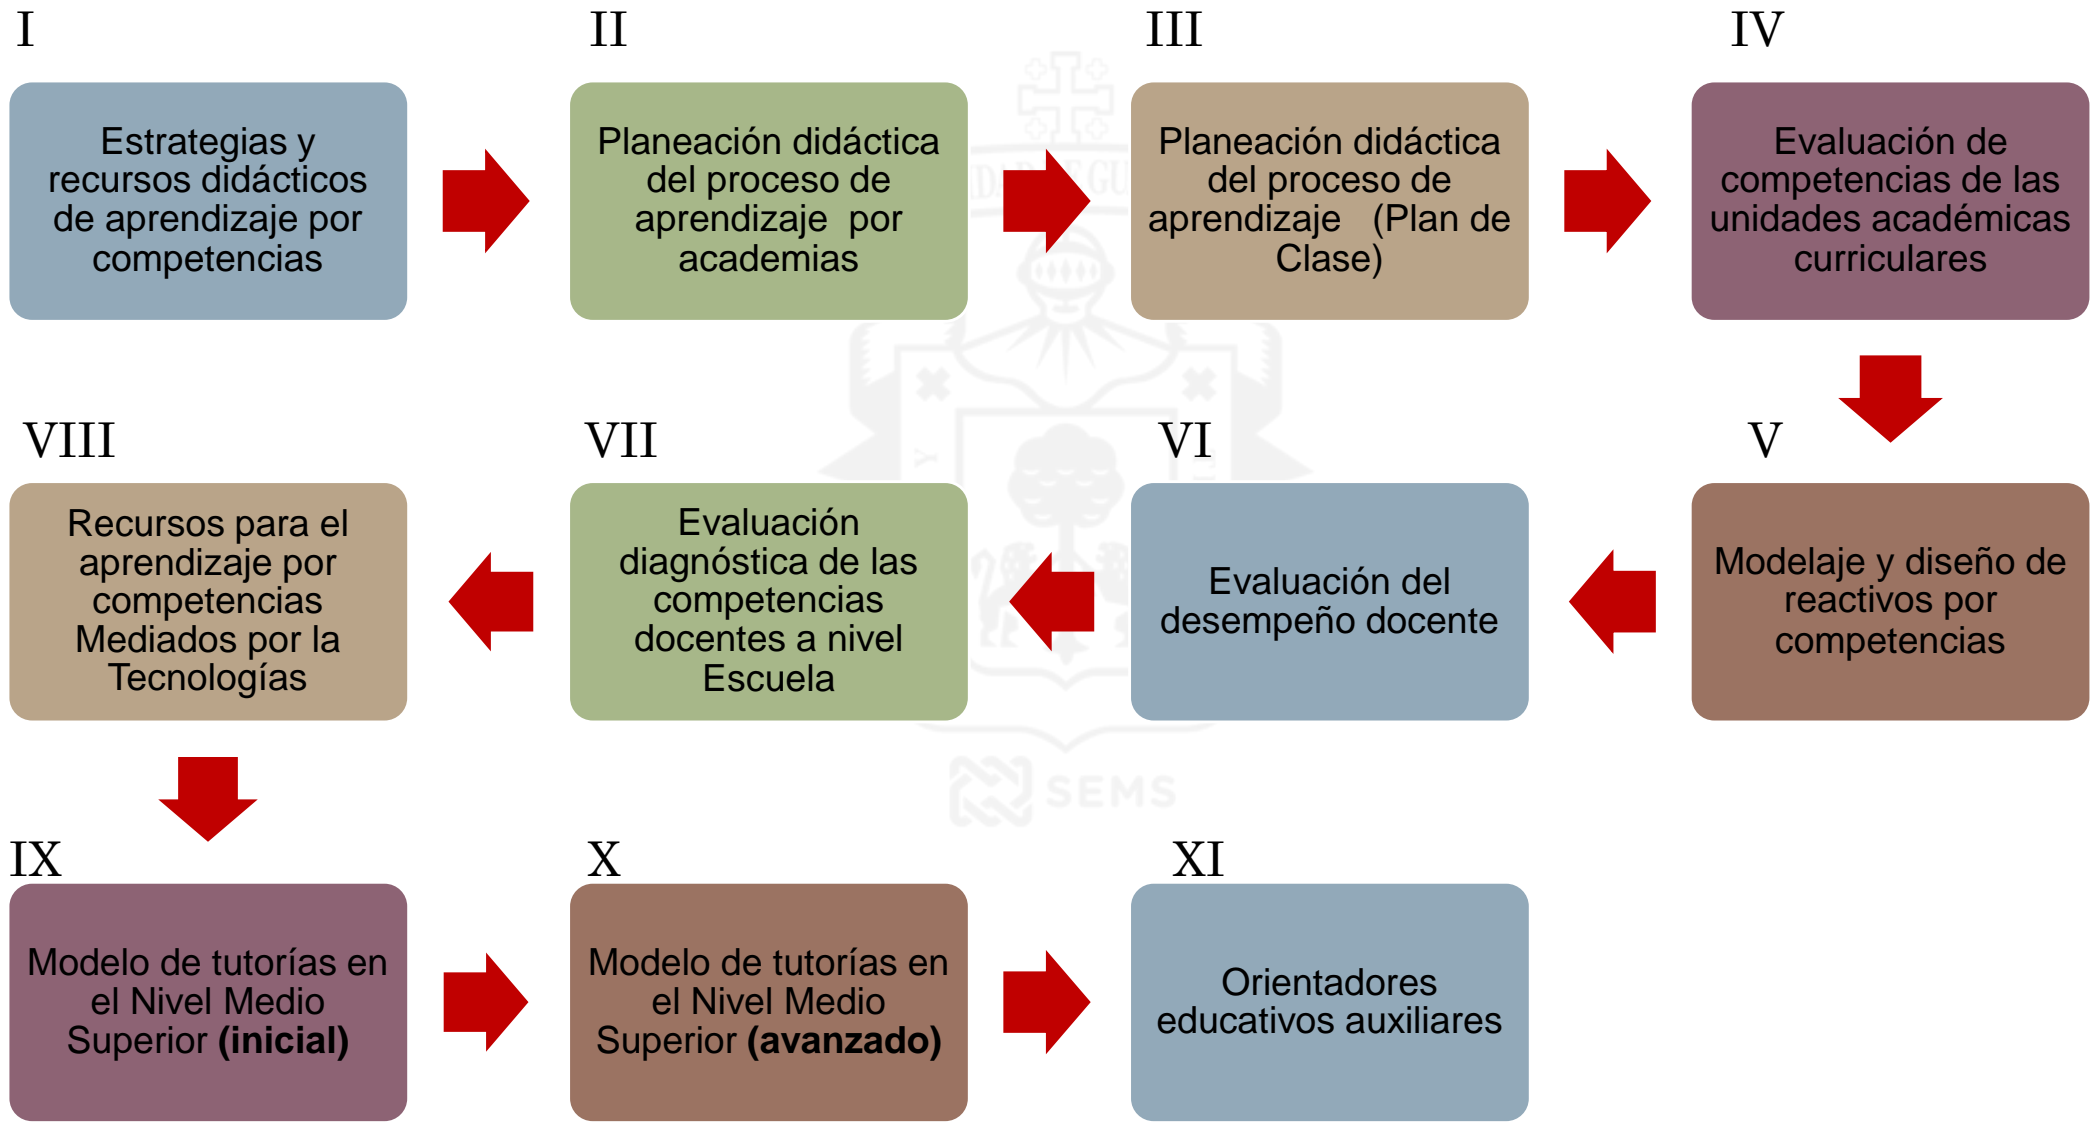 I
Estrategias y
recursos didácticos
de aprendizaje por
competencias
II
Planeación didáctica
del proceso de
aprendizaje por
academias
III
Planeación didáctica
del proceso de
aprendizaje (Plan de
Clase)
IV
Evaluación de
competencias de las
unidades académicas
curriculares
V
Modelaje y diseño de
reactivos por
competencias
VI
Evaluación del
desempeño docente
VII
Evaluación
diagnóstica de las
competencias
docentes a nivel
Escuela
VIII
Recursos para el
aprendizaje por
competencias
Mediados por la
Tecnologías
IX
Modelo de tutorías en
el Nivel Medio
Superior (inicial)
X
Modelo de tutorías en
el Nivel Medio
Superior (avanzado)
XI
Orientadores
educativos auxiliares
SEMS